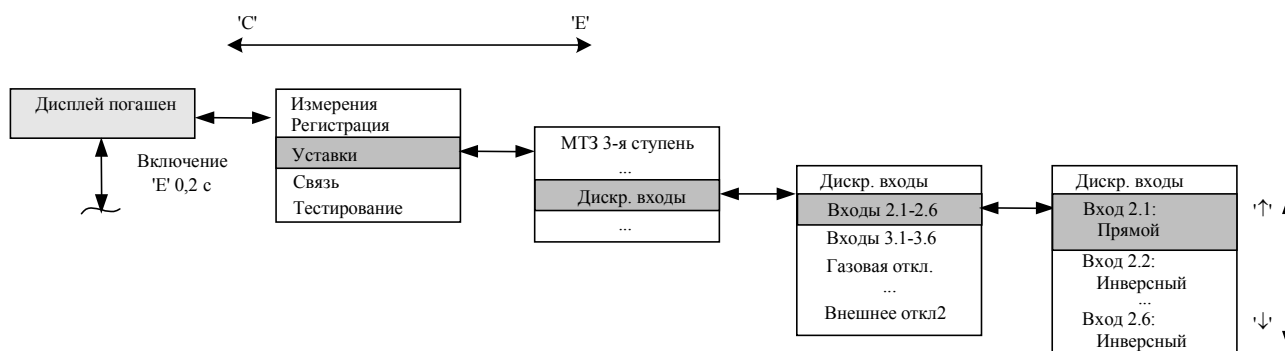 'C'
'E'
Дисплей погашен
Включение
'E' 0,2 с
Измерения
Регистрация
Уставки
Связь
Тестирование
МТЗ 3-я ступень
...
Дискр. входы
...
Дискр. входы
Входы 2.1-2.6
Входы 3.1-3.6
Газовая откл.
...
Внешнее откл2
Дискр. входы
Вход 2.1:
Прямой
Вход 2.2:
Инверсный
...
Вход 2.6:
Инверсный
'↑'
'↓'